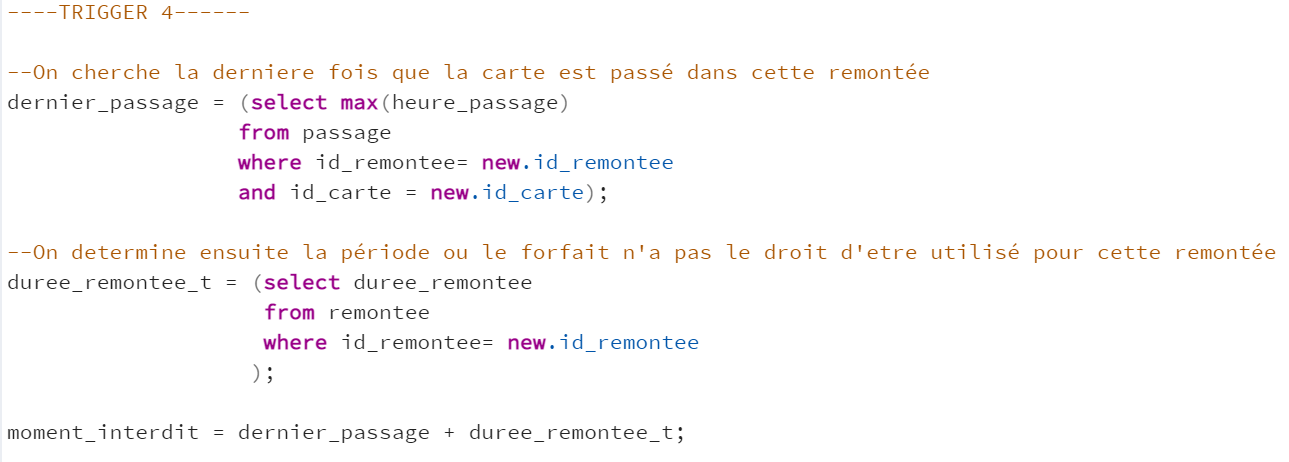 ----TRIGGER 4------
--On cherche la derniere fois que la carte est passé dans cette remontée
dernier_passage = (select max(heure_passage)
from passage
where id_remontee= new.id_remontee
and id_carte = new.id_carte);
--On determine ensuite la période ou le forfait n'a pas le droit d'etre utilisé pour cette remontée
duree_remontee_t = (select duree_remontee
from remontee
where id_remontee= new.id_remontee
);
moment_interdit = dernier_passage + duree_remontee_t;